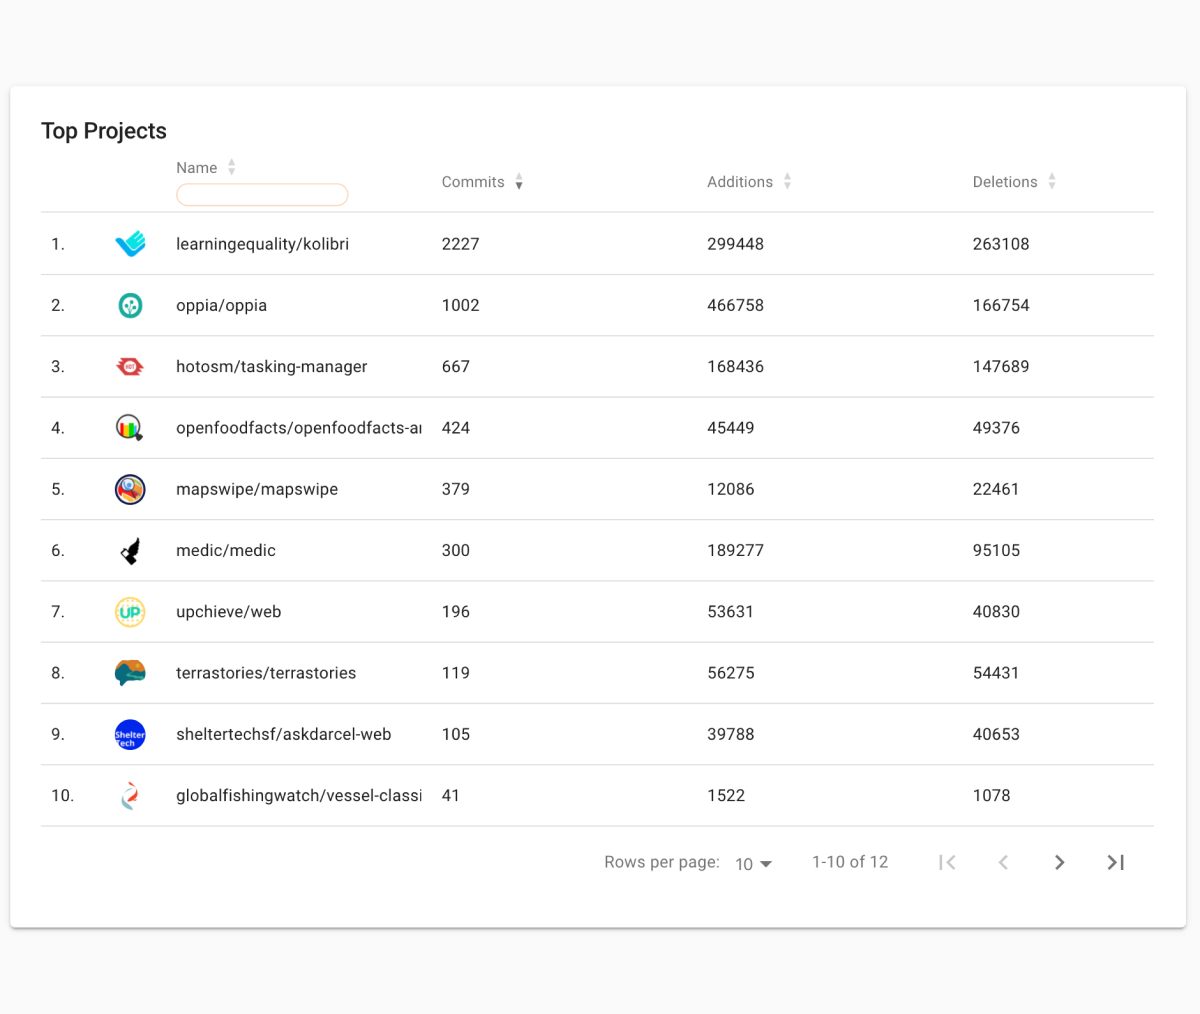 Top Projects
Name
Commits Additions Deletions
1. learningequality/kolibri 2227 299448 263108
2. oppia/oppia 1002 466758 166754
3. HOT hotosm/tasking-manager 667 168436 147689
4. openfoodfacts/openfoodfacts-ar 424 45449 49376
5. mapswipe/mapswipe 379 12086 22461
6. medic/medic 300 189277 95105
7. UP upchieve/web 196 53631 40830
8. terrastories/terrastories 119 56275 54431
9. Shelter Tech sheltertechsf/askdarcel-web 105 39788 40653
10. globalfishingwatch/vessel-classi 41 1522 1078
Rows per page: 10 1-10 of 12